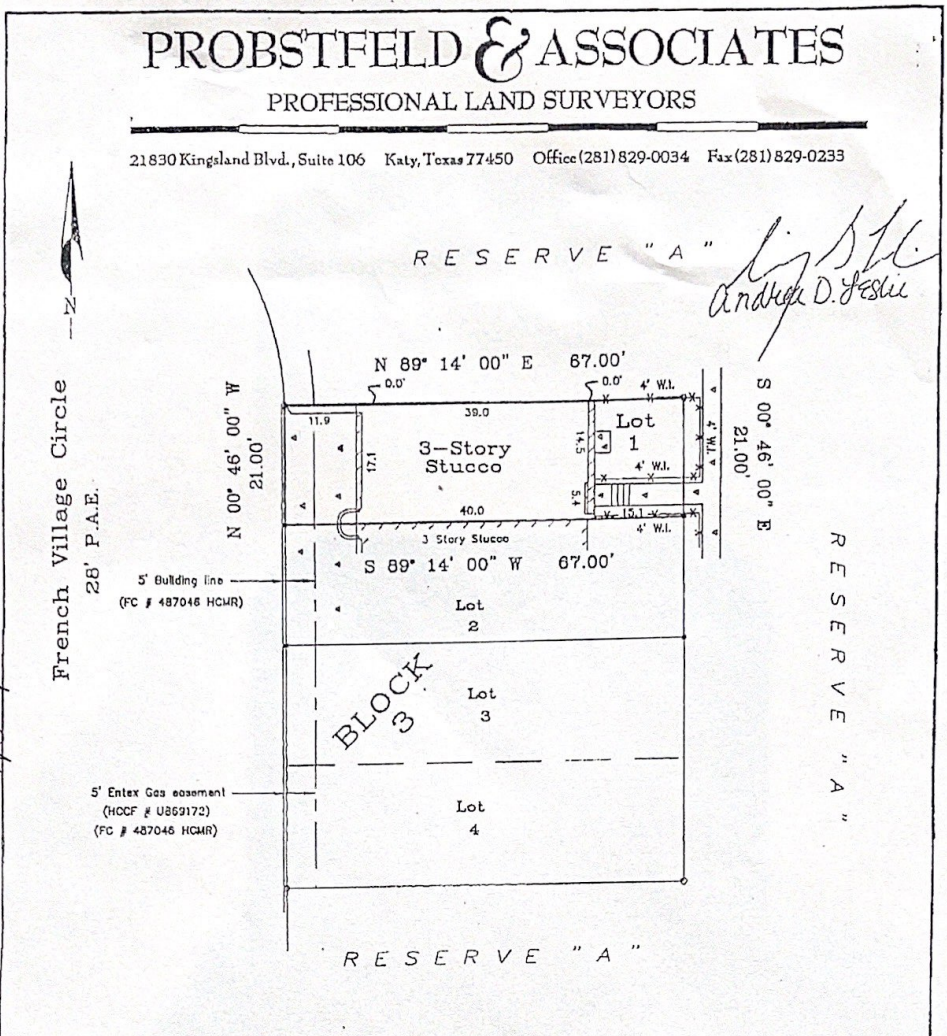 PROBSTFELD & ASSOCIATES
PROFESSIONAL LAND SURVEYORS
21830 Kingsland Blvd., Suite 106 Katy, Texas 77450 Office (281) 829-0034 Fax (281) 829-0233
RESERVE "A"
Andrea D. Leslie
N
French Village Circle
28' P.A.E.
N 89° 14' 00" E 67.00'
0.0'
0.0'
4' W.I.
N 00° 46' 00" W
21.00'
S 00° 46' 00" E
21.00'
4' W.I.
11.9
39.0
17.1
3-Story
Stucco
14.5
Lot
1
4' W.I.
5.4
40.0
15.1
4' W.I.
3 Story Stucco
S 89° 14' 00" W 67.00'
5' Building line
(FC # 487046 HCMR)
Lot
2
BLOCK
3
Lot
3
5' Entex Gas easement
(HCCF # U869172)
(FC # 487046 HCMR)
Lot
4
RESERVE "A"
RESERVE "A"